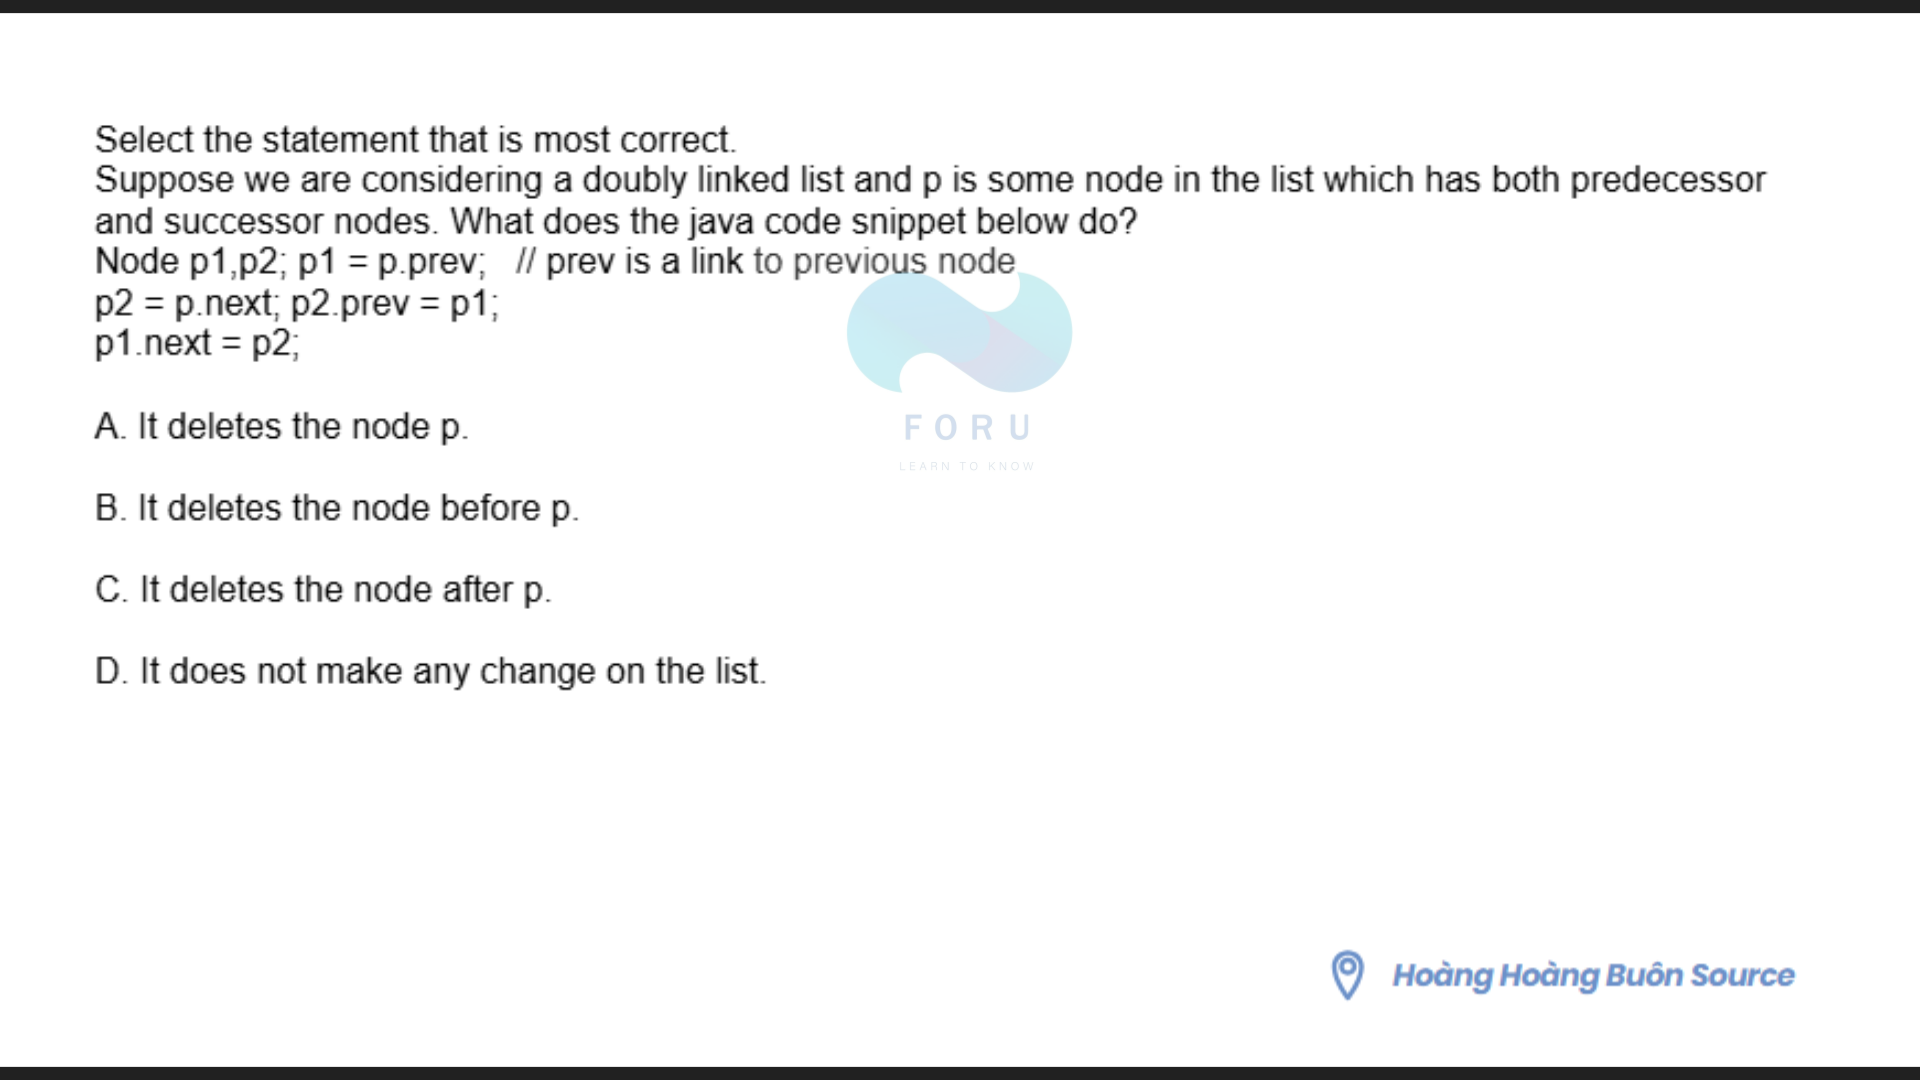 Select the statement that is most correct.
Suppose we are considering a doubly linked list and p is some node in the list which has both predecessor
and successor nodes. What does the java code snippet below do?
Node p1,p2; p1 = p.prev;   // prev is a link to previous node
p2 = p.next; p2.prev = p1;
p1.next = p2;
FORU
LEARN TO KNOW
A. It deletes the node p.
B. It deletes the node before p.
C. It deletes the node after p.
D. It does not make any change on the list.
Hoàng Hoàng Buôn Source